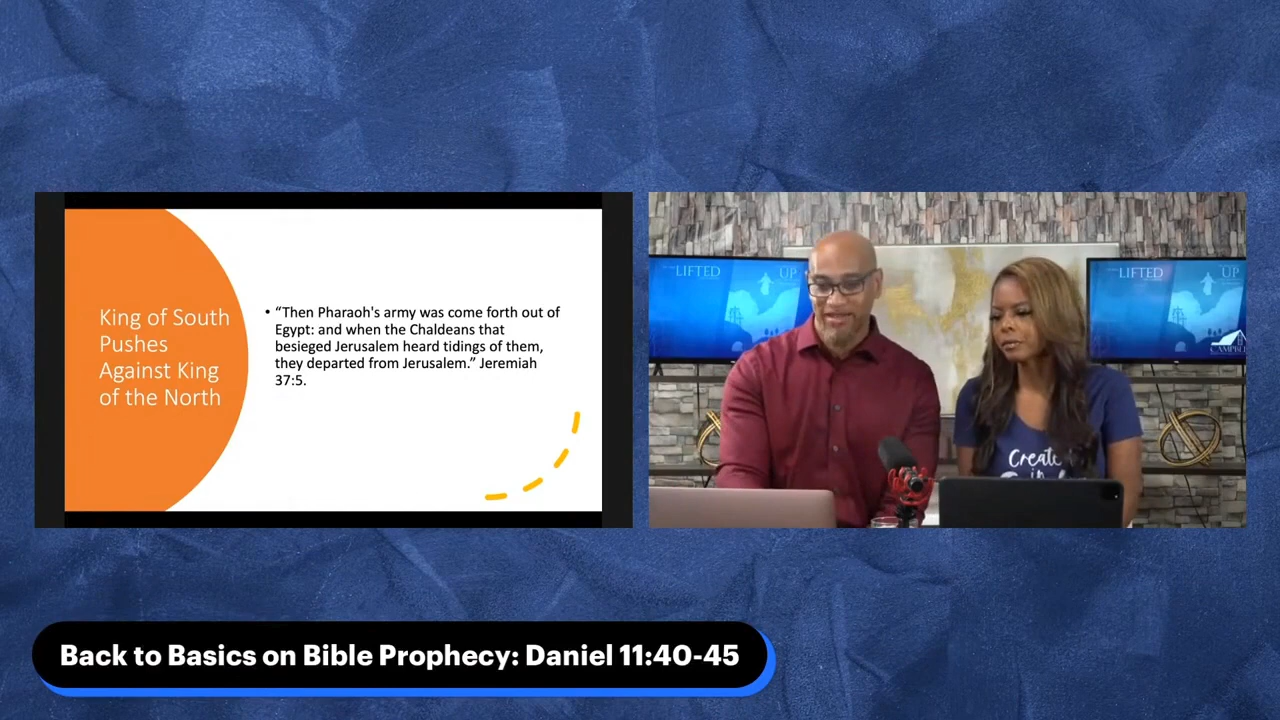 King of South
Pushes
Against King
of the North
• “Then Pharaoh's army was come forth out of
Egypt: and when the Chaldeans that
besieged Jerusalem heard tidings of them,
they departed from Jerusalem.” Jeremiah
37:5.
LIFTED UP
LIFTED UP
Create
Back to Basics on Bible Prophecy: Daniel 11:40-45